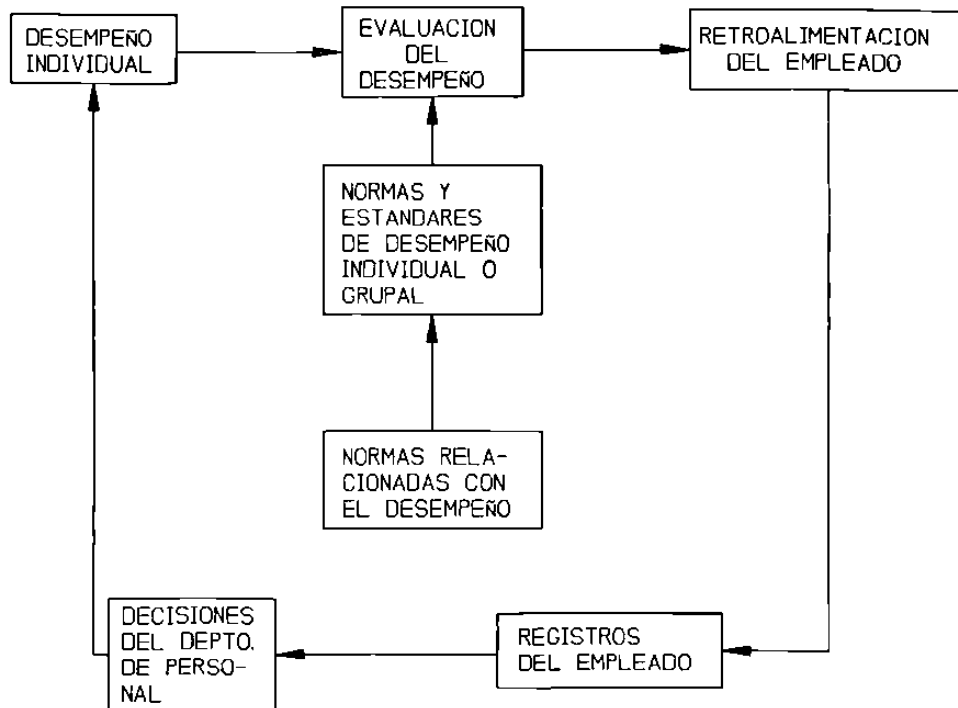 DESEMPEÑO
INDIVIDUAL
EVALUACION
DEL
DESEMPEÑO
RETROALIMENTACION
DEL EMPLEADO
NORMAS Y
ESTANDARES
DE DESEMPEÑO
INDIVIDUAL O
GRUPAL
NORMAS RELA-
CIONADAS CON
EL DESEMPEÑO
DECISIONES
DEL DEPTO.
DE PERSO-
NAL
REGISTROS
DEL EMPLEADO